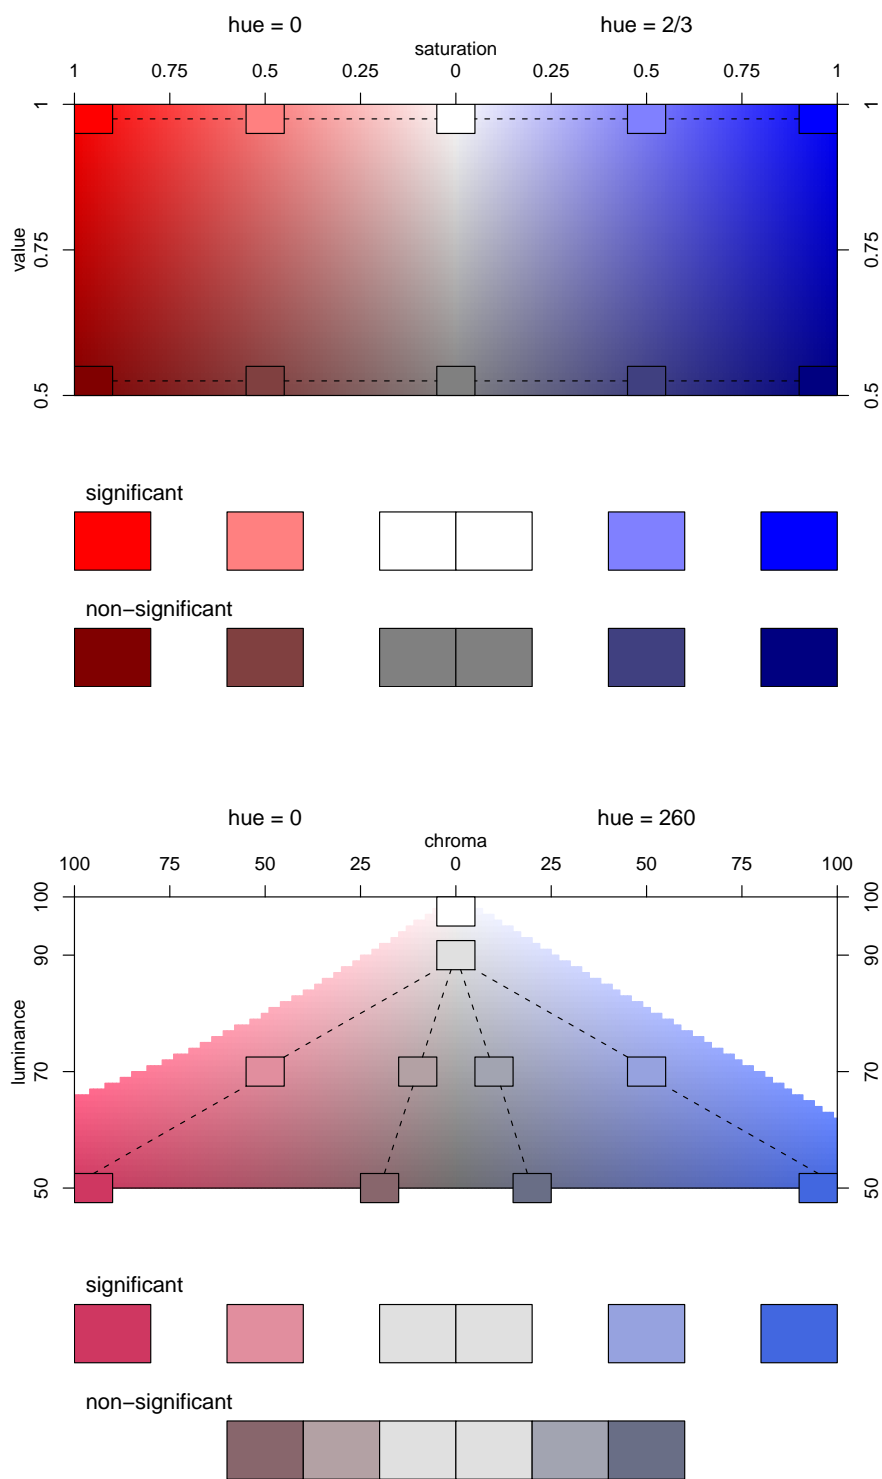 hue = 0 hue = 2/3
saturation
1 0.75 0.5 0.25 0 0.25 0.5 0.75 1
1 1
value
0.75 0.75
0.5 0.5
significant
non−significant
hue = 0 hue = 260
chroma
100 75 50 25 0 25 50 75 100
100 100
90 90
luminance
70 70
50 50
significant
non−significant